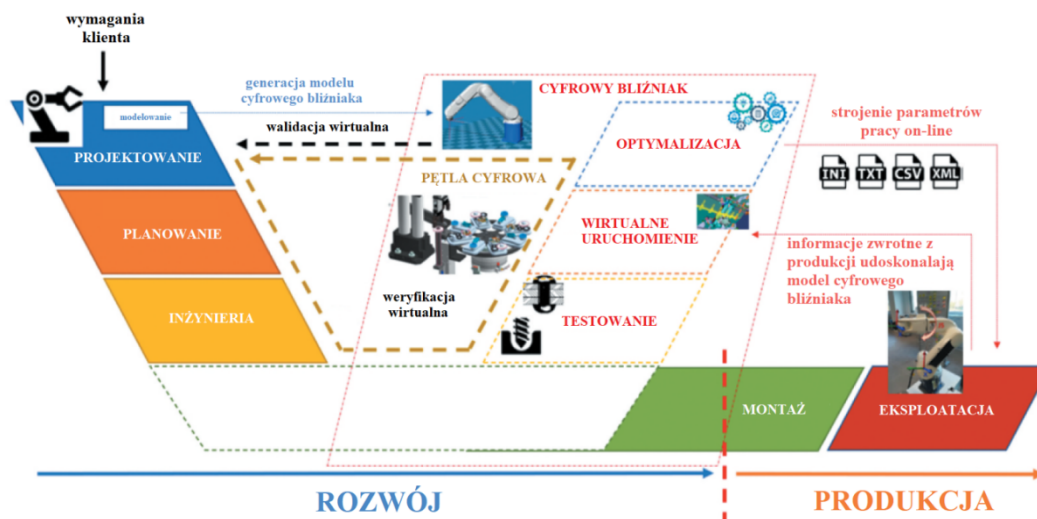 wymagania
klienta
modelowanie
PROJEKTOWANIE
PLANOWANIE
INŻYNIERIA
generacja modelu
cyfrowego bliźniaka
walidacja wirtualna
PĘTLA CYFROWA
weryfikacja
wirtualna
CYFROWY BLIŹNIAK
OPTYMALIZACJA
WIRTUALNE
URUCHOMIENIE
TESTOWANIE
strojenie parametrów
pracy on-line
INI TXT CSV XML
informacje zwrotne z
produkcji udoskonalają
model cyfrowego
bliźniaka
MONTAŻ
EKSPLOATACJA
ROZWÓJ
PRODUKCJA